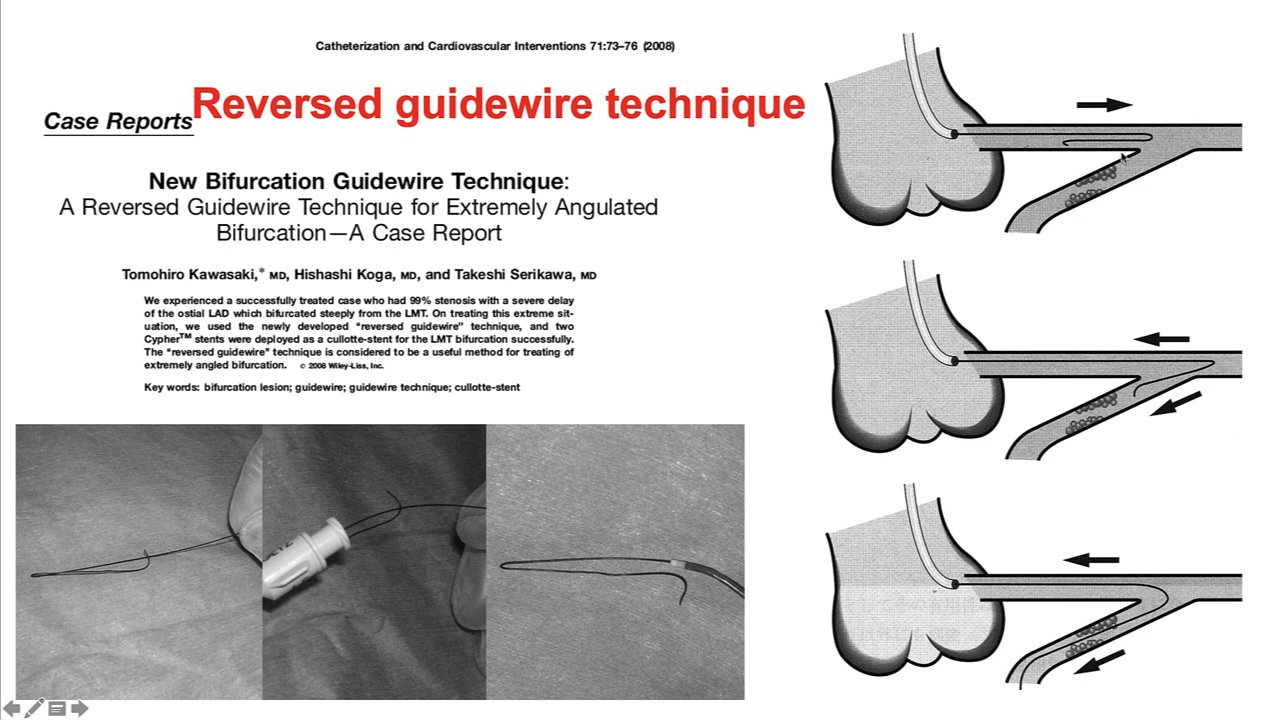 Catheterization and Cardiovascular Interventions 71:73–76 (2008)
Reversed guidewire technique
Case Reports
New Bifurcation Guidewire Technique:
A Reversed Guidewire Technique for Extremely Angulated
Bifurcation—A Case Report
Tomohiro Kawasaki,* MD, Hishashi Koga, MD, and Takeshi Serikawa, MD
We experienced a successfully treated case who had 99% stenosis with a severe delay
of the ostial LAD which bifurcated steeply from the LMT. On treating this extreme sit-
uation, we used the newly developed "reversed guidewire" technique, and two
Cypher™ stents were deployed as a cullotte-stent for the LMT bifurcation successfully.
The "reversed guidewire" technique is considered to be a useful method for treating of
extremely angled bifurcation. © 2008 Wiley-Liss, Inc.
Key words: bifurcation lesion; guidewire; guidewire technique; cullotte-stent